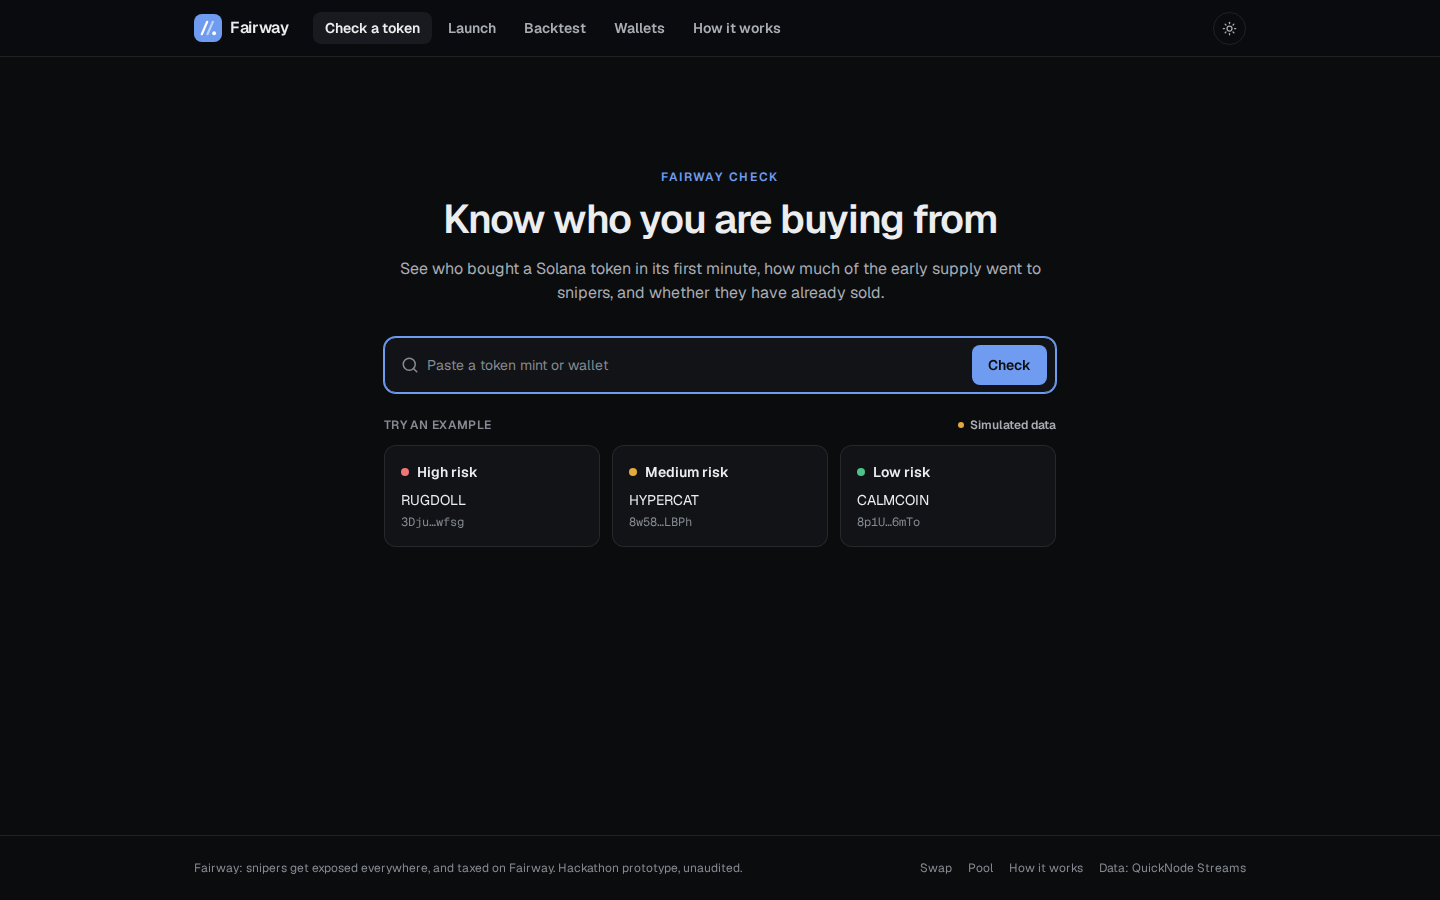 Fairway
Check a token
Launch
Backtest
Wallets
How it works
FAIRWAY CHECK
Know who you are buying from
See who bought a Solana token in its first minute, how much of the early supply went to
snipers, and whether they have already sold.
Paste a token mint or wallet
Check
TRY AN EXAMPLE
Simulated data
High risk
RUGDOLL
3Dju…wfsg
Medium risk
HYPERCAT
8w58…LBPh
Low risk
CALMCOIN
8p1U…6mTo
Fairway: snipers get exposed everywhere, and taxed on Fairway. Hackathon prototype, unaudited.
Swap
Pool
How it works
Data: QuickNode Streams